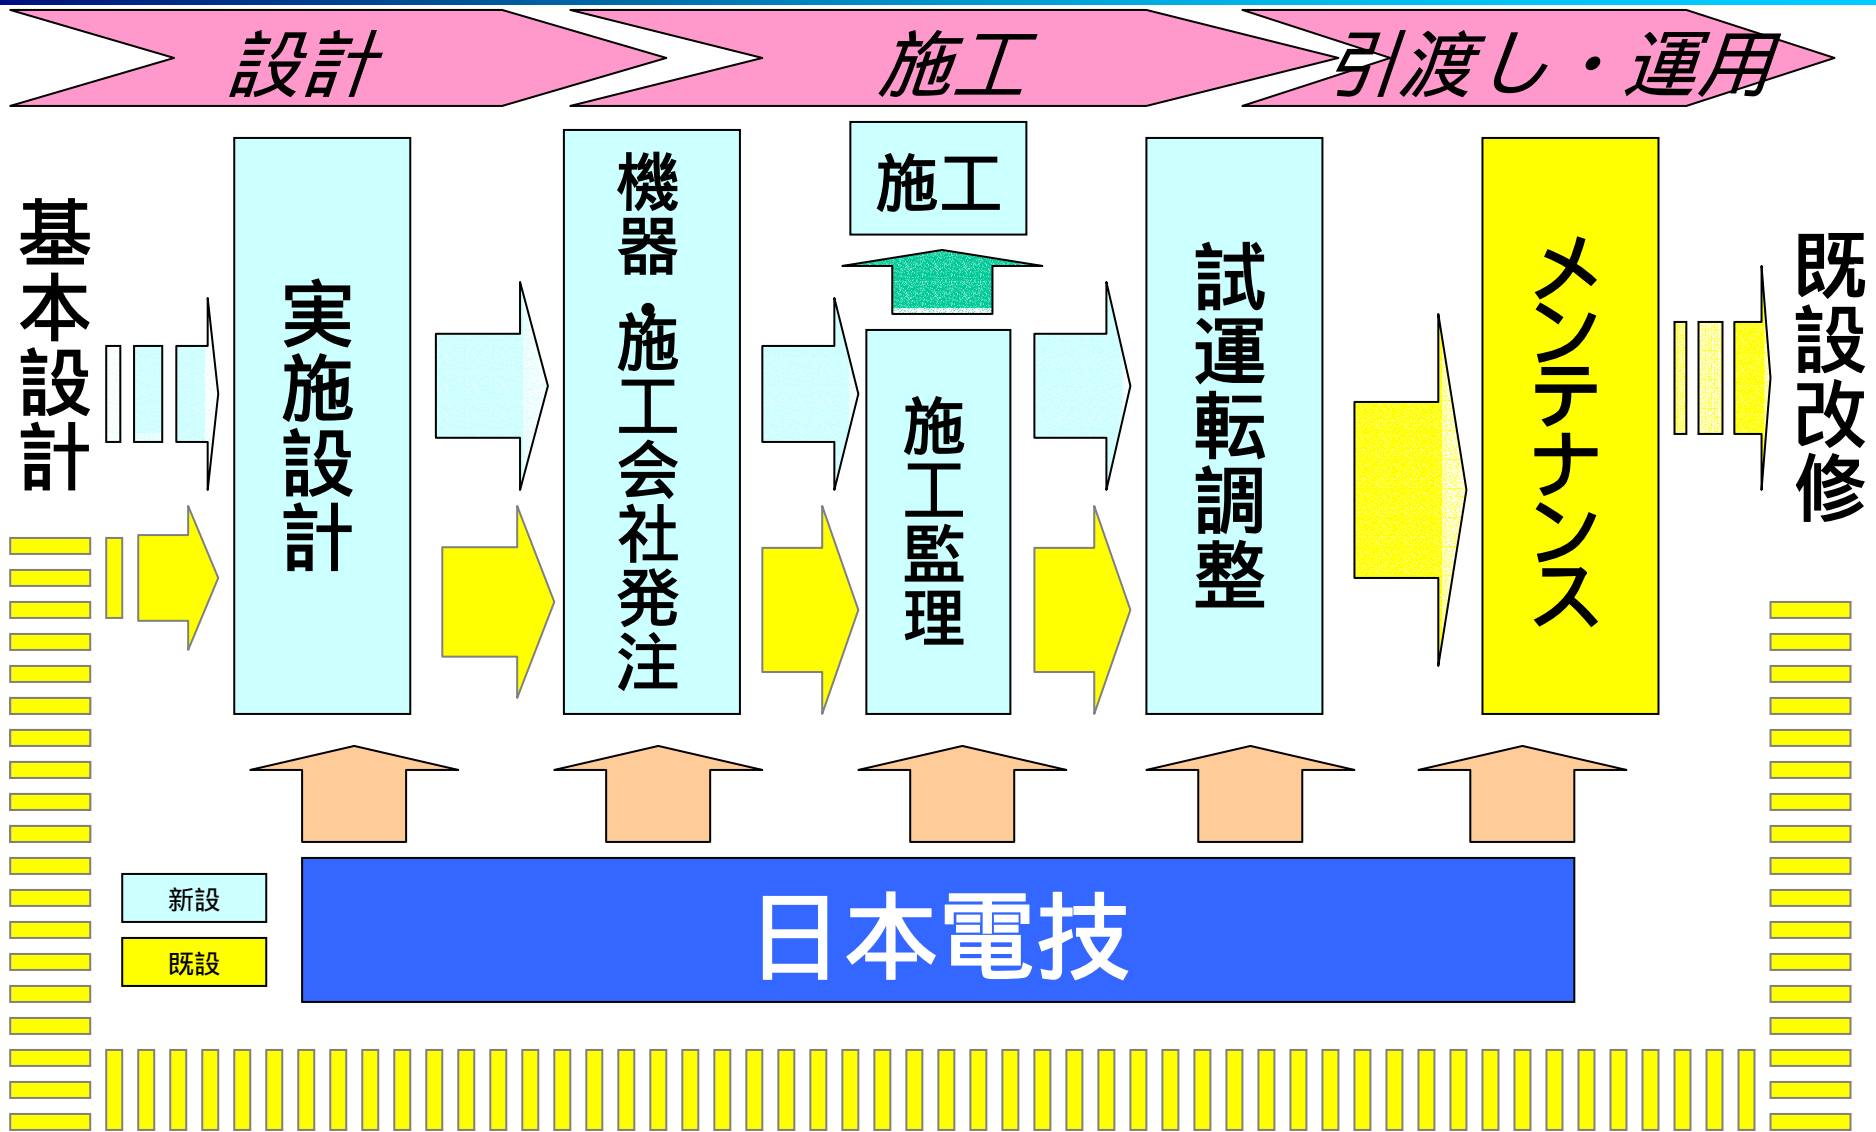 設計
施工
引渡し・運用
基本設計
実施設計
機器・施工会社発注
施工
施工監理
試運転調整
メンテナンス
既設改修
新設
既設
日本電技